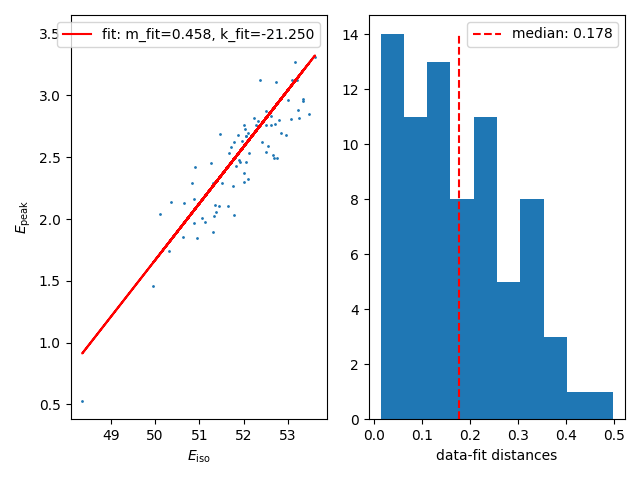 fit: m_fit=0.458, k_fit=-21.250
3.5
3.0
2.5
2.0
1.5
1.0
0.5
E_peak
49 50 51 52 53
E_iso
median: 0.178
14
12
10
8
6
4
2
0
0.0 0.1 0.2 0.3 0.4 0.5
data-fit distances